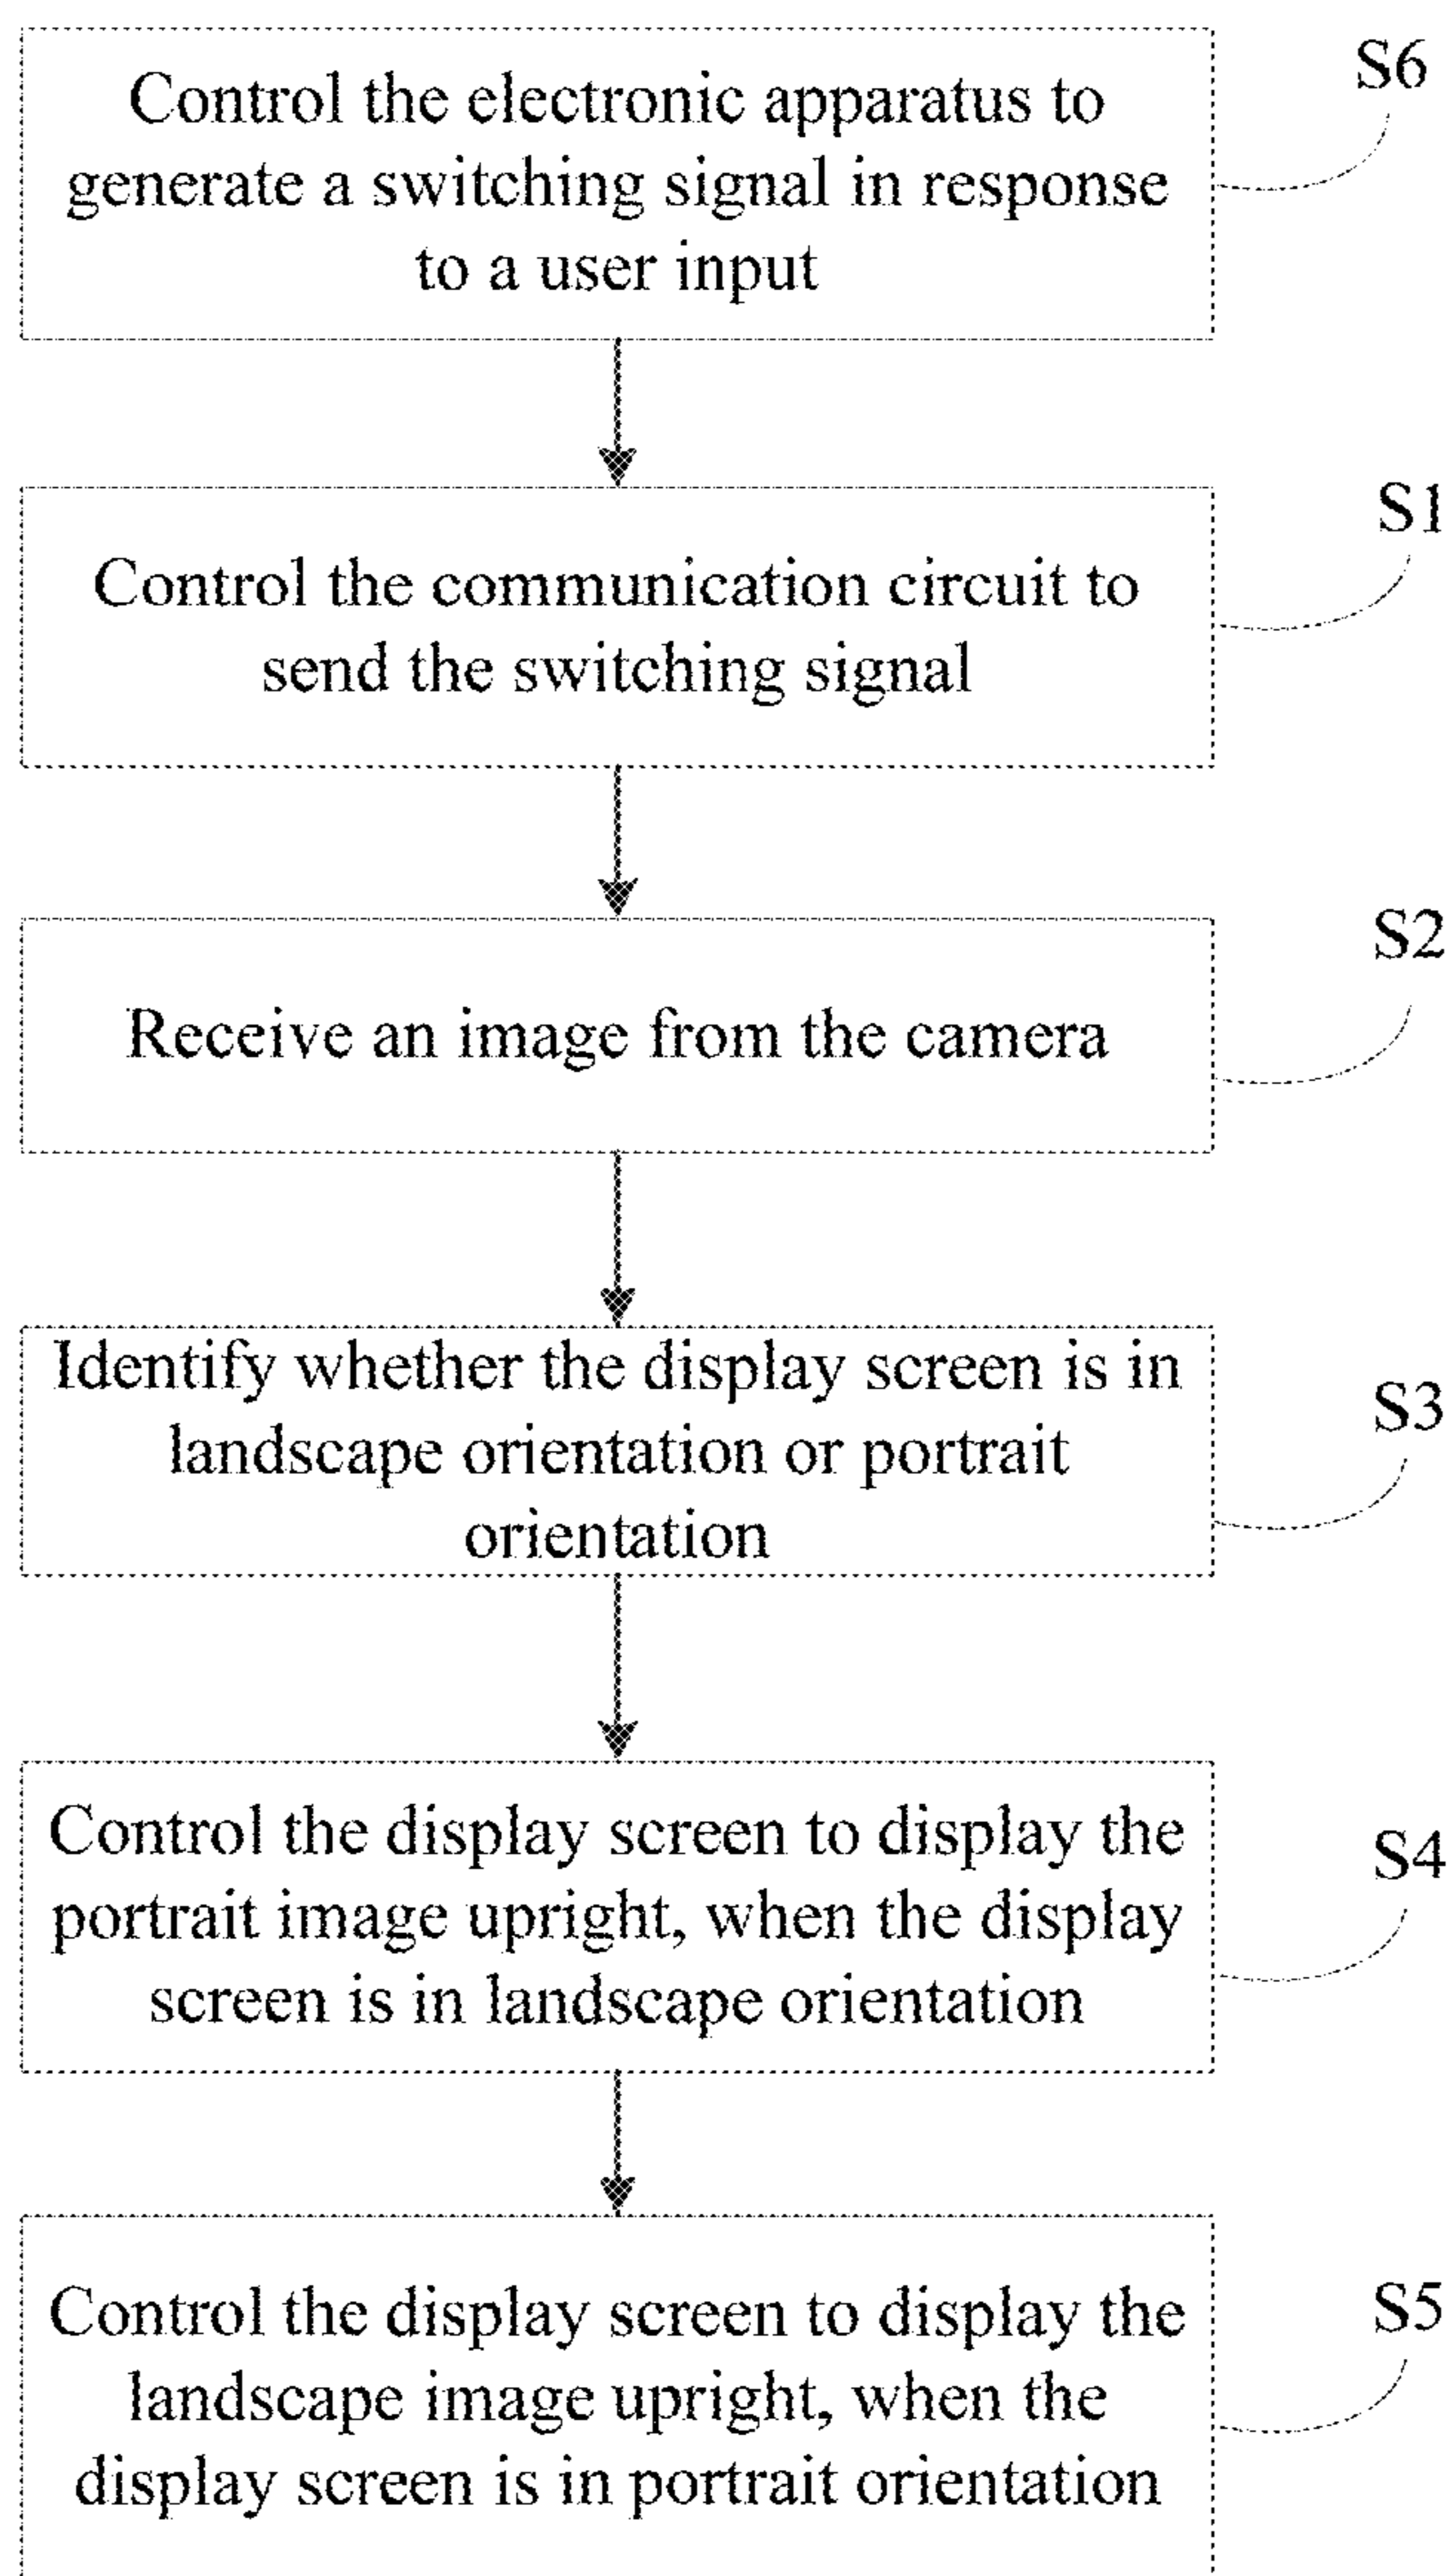 Control the electronic apparatus to
generate a switching signal in response
to a user input
S6
Control the communication circuit to
send the switching signal
S1
Receive an image from the camera
S2
Identify whether the display screen is in
landscape orientation or portrait
orientation
S3
Control the display screen to display the
portrait image upright, when the display
screen is in landscape orientation
S4
Control the display screen to display the
landscape image upright, when the
display screen is in portrait orientation
S5